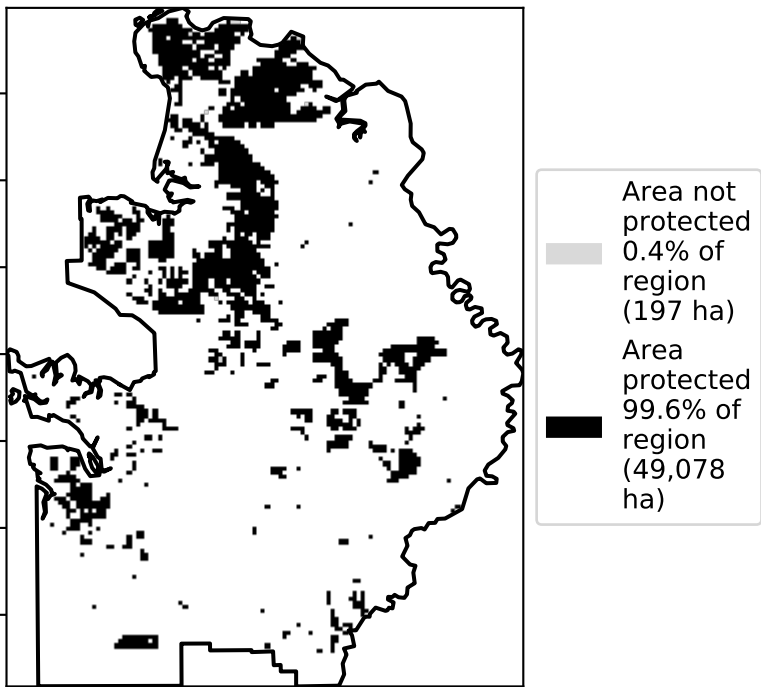 Area not
protected
0.4% of
region
(197 ha)
Area
protected
99.6% of
region
(49,078
ha)